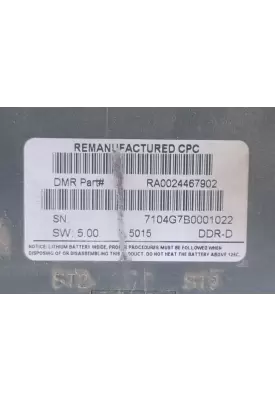 REMANUFACTURED CPC
DMR Part# RA0024467902
SN 7104G7B0001022
SW: 5.00 5015 DDR-D
NOTICE: LITHIUM BATTERY INSIDE, PROPER PROCEDURES MUST BE FOLLOWED WHEN
DISPOSING OF OR DISASSEMBLING THIS PRODUCT. DO NOT HEAT THE BATTERY ABOVE 125C.